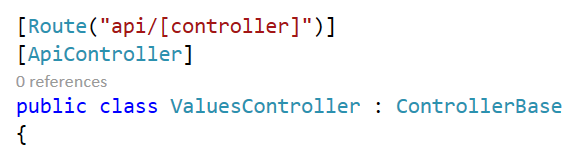 [Route("api/[controller]")]
[ApiController]
0 references
public class ValuesController : ControllerBase
{